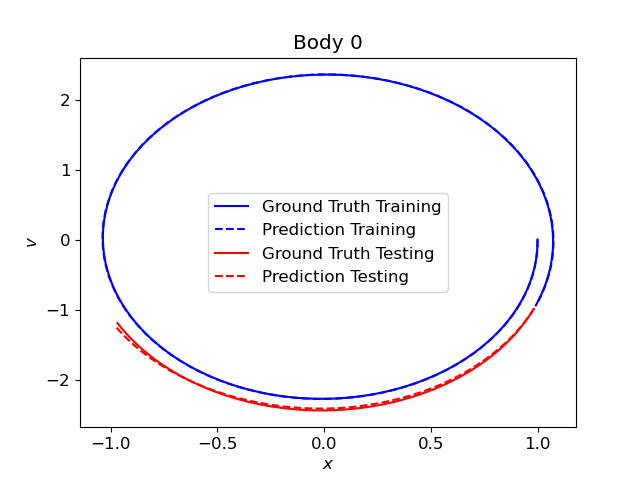 Body 0
2
1
0
−1
−2
v
Ground Truth Training
Prediction Training
Ground Truth Testing
Prediction Testing
−1.0
−0.5
0.0
0.5
1.0
x